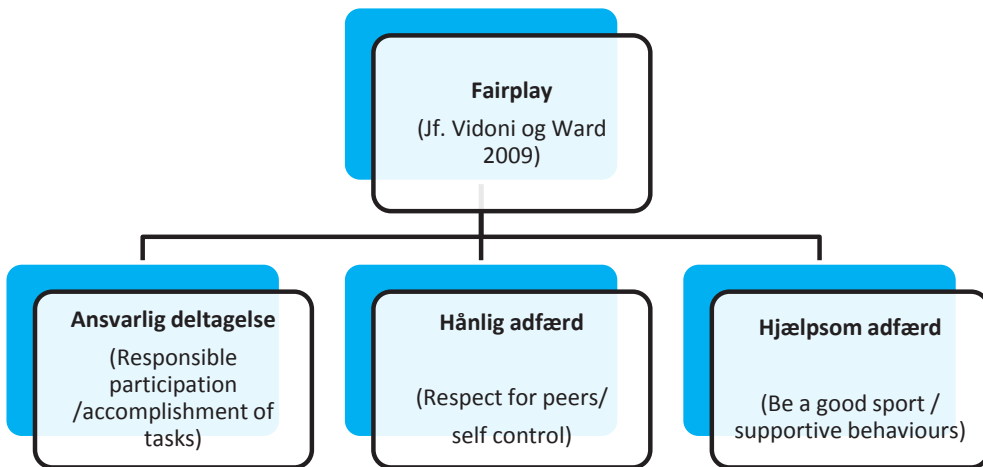 Fairplay
(Jf. Vidoni og Ward
2009)
Ansvarlig deltagelse
(Responsible
participation
/accomplishment of
tasks)
Hånlig adfærd
(Respect for peers/
self control)
Hjælpsom adfærd
(Be a good sport /
supportive behaviours)